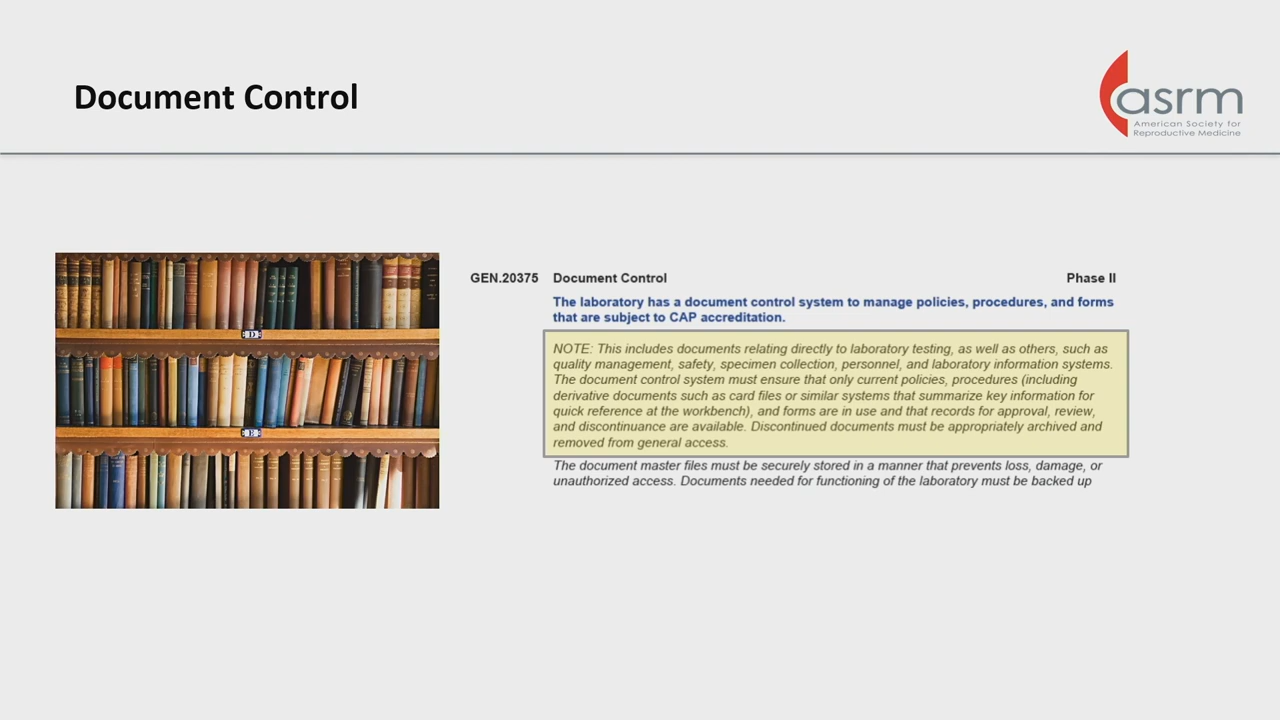 Document Control
asrm
American Society for
Reproductive Medicine
GEN.20375 Document Control Phase II
The laboratory has a document control system to manage policies, procedures, and forms
that are subject to CAP accreditation.
NOTE: This includes documents relating directly to laboratory testing, as well as others, such as
quality management, safety, specimen collection, personnel, and laboratory information systems.
The document control system must ensure that only current policies, procedures (including
derivative documents such as card files or similar systems that summarize key information for
quick reference at the workbench), and forms are in use and that records for approval, review,
and discontinuance are available. Discontinued documents must be appropriately archived and
removed from general access.
The document master files must be securely stored in a manner that prevents loss, damage, or
unauthorized access. Documents needed for functioning of the laboratory must be backed up
D
E